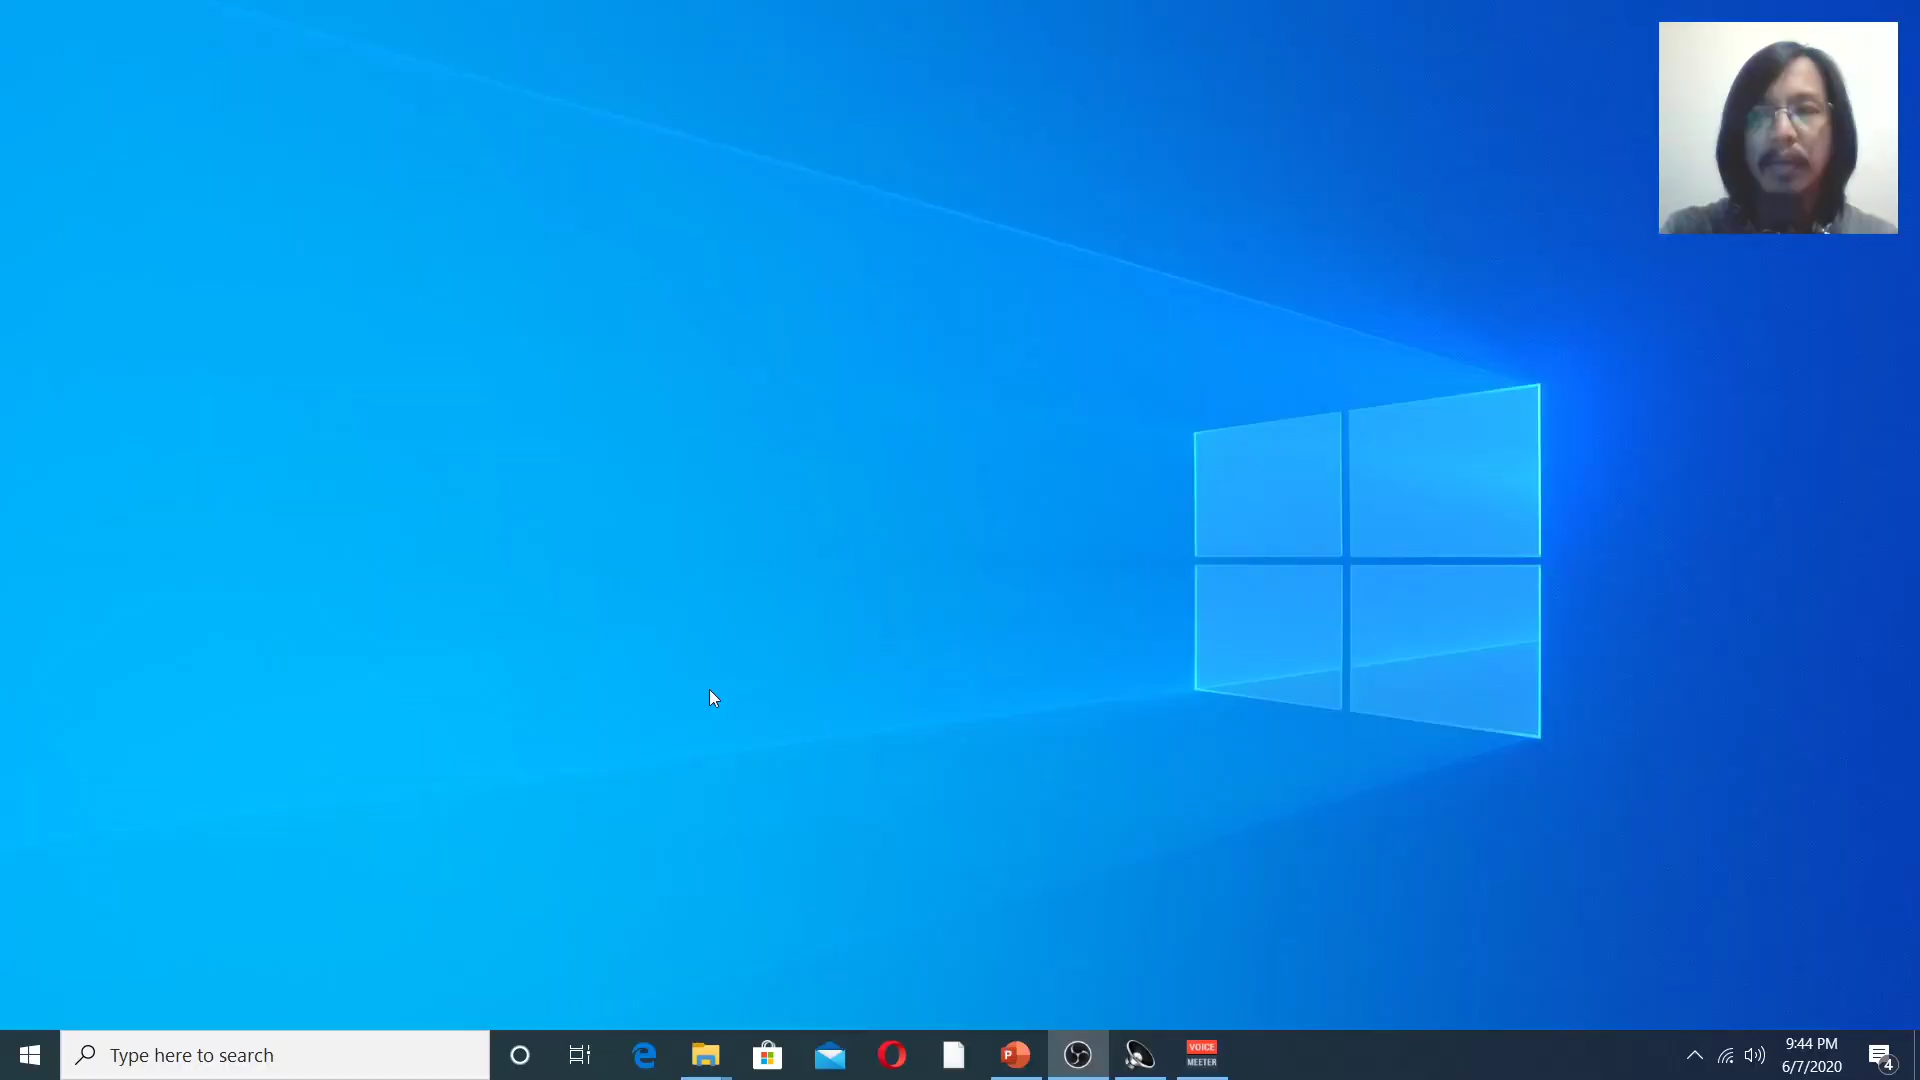 Type here to search
P
VOICE
MEETER
9:44 PM
6/7/2020
4